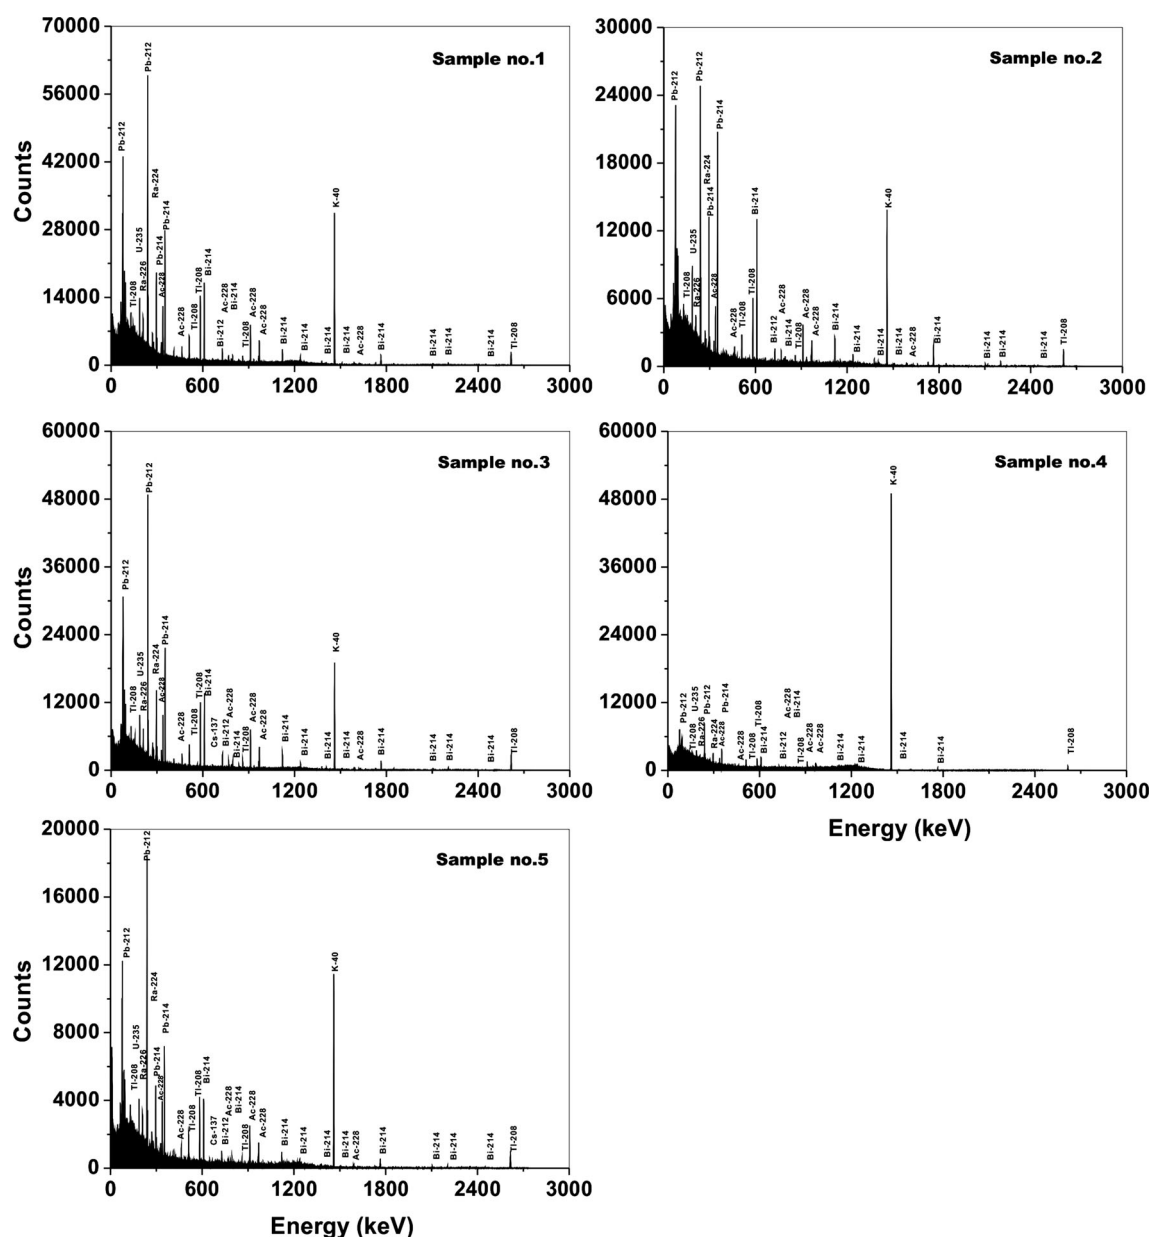 70000
56000
42000
28000
14000
0
Counts
Sample no.1
Pb-212
Pb-212
Ra-224
Pb-214
U-235
Pb-214
Tl-208
Ra-226
Ac-228
Tl-208
Bi-214
Ac-228
Tl-208
Bi-212
Ac-228
Bi-214
Tl-208
Ac-228
Ac-228
Bi-214
Bi-214
Bi-214
K-40
Bi-214
Ac-228
Bi-214
Bi-214
Bi-214
Bi-214
Tl-208
0 600 1200 1800 2400 3000
30000
24000
18000
12000
6000
0
Counts
Sample no.2
Pb-212
Pb-212
Pb-214
Ra-224
Pb-214
U-235
Tl-208
Ra-226
Ac-228
Bi-214
Tl-208
Ac-228
Tl-208
Bi-212
Ac-228
Bi-214
Tl-208
Ac-228
Ac-228
Bi-214
Bi-214
Bi-214
K-40
Bi-214
Ac-228
Bi-214
Bi-214
Bi-214
Bi-214
Tl-208
0 600 1200 1800 2400 3000
60000
48000
36000
24000
12000
0
Counts
Sample no.3
Pb-212
Pb-212
Ra-224
Pb-214
U-235
Tl-208
Ra-226
Ac-228
Tl-208
Bi-214
Ac-228
Tl-208
Cs-137
Bi-212
Ac-228
Bi-214
Tl-208
Ac-228
Ac-228
Bi-214
Bi-214
Bi-214
K-40
Bi-214
Ac-228
Bi-214
Bi-214
Bi-214
Bi-214
Tl-208
0 600 1200 1800 2400 3000
60000
48000
36000
24000
12000
0
Sample no.4
Pb-212
U-235
Pb-212
Pb-214
Tl-208
Ra-226
Ra-224
Ac-228
Ac-228
Tl-208
Tl-208
Bi-214
Bi-212
Ac-228
Bi-214
Tl-208
Ac-228
Ac-228
Bi-214
Bi-214
K-40
Bi-214
Bi-214
Tl-208
0 600 1200 1800 2400 3000
Energy (keV)
20000
16000
12000
8000
4000
0
Counts
Sample no.5
Pb-212
Pb-212
Ra-224
Pb-214
U-235
Pb-214
Tl-208
Ra-226
Ac-228
Tl-208
Bi-214
Ac-228
Tl-208
Cs-137
Bi-212
Ac-228
Bi-214
Tl-208
Ac-228
Ac-228
Bi-214
Bi-214
Bi-214
K-40
Bi-214
Ac-228
Bi-214
Bi-214
Bi-214
Bi-214
Tl-208
0 600 1200 1800 2400 3000
Energy (keV)